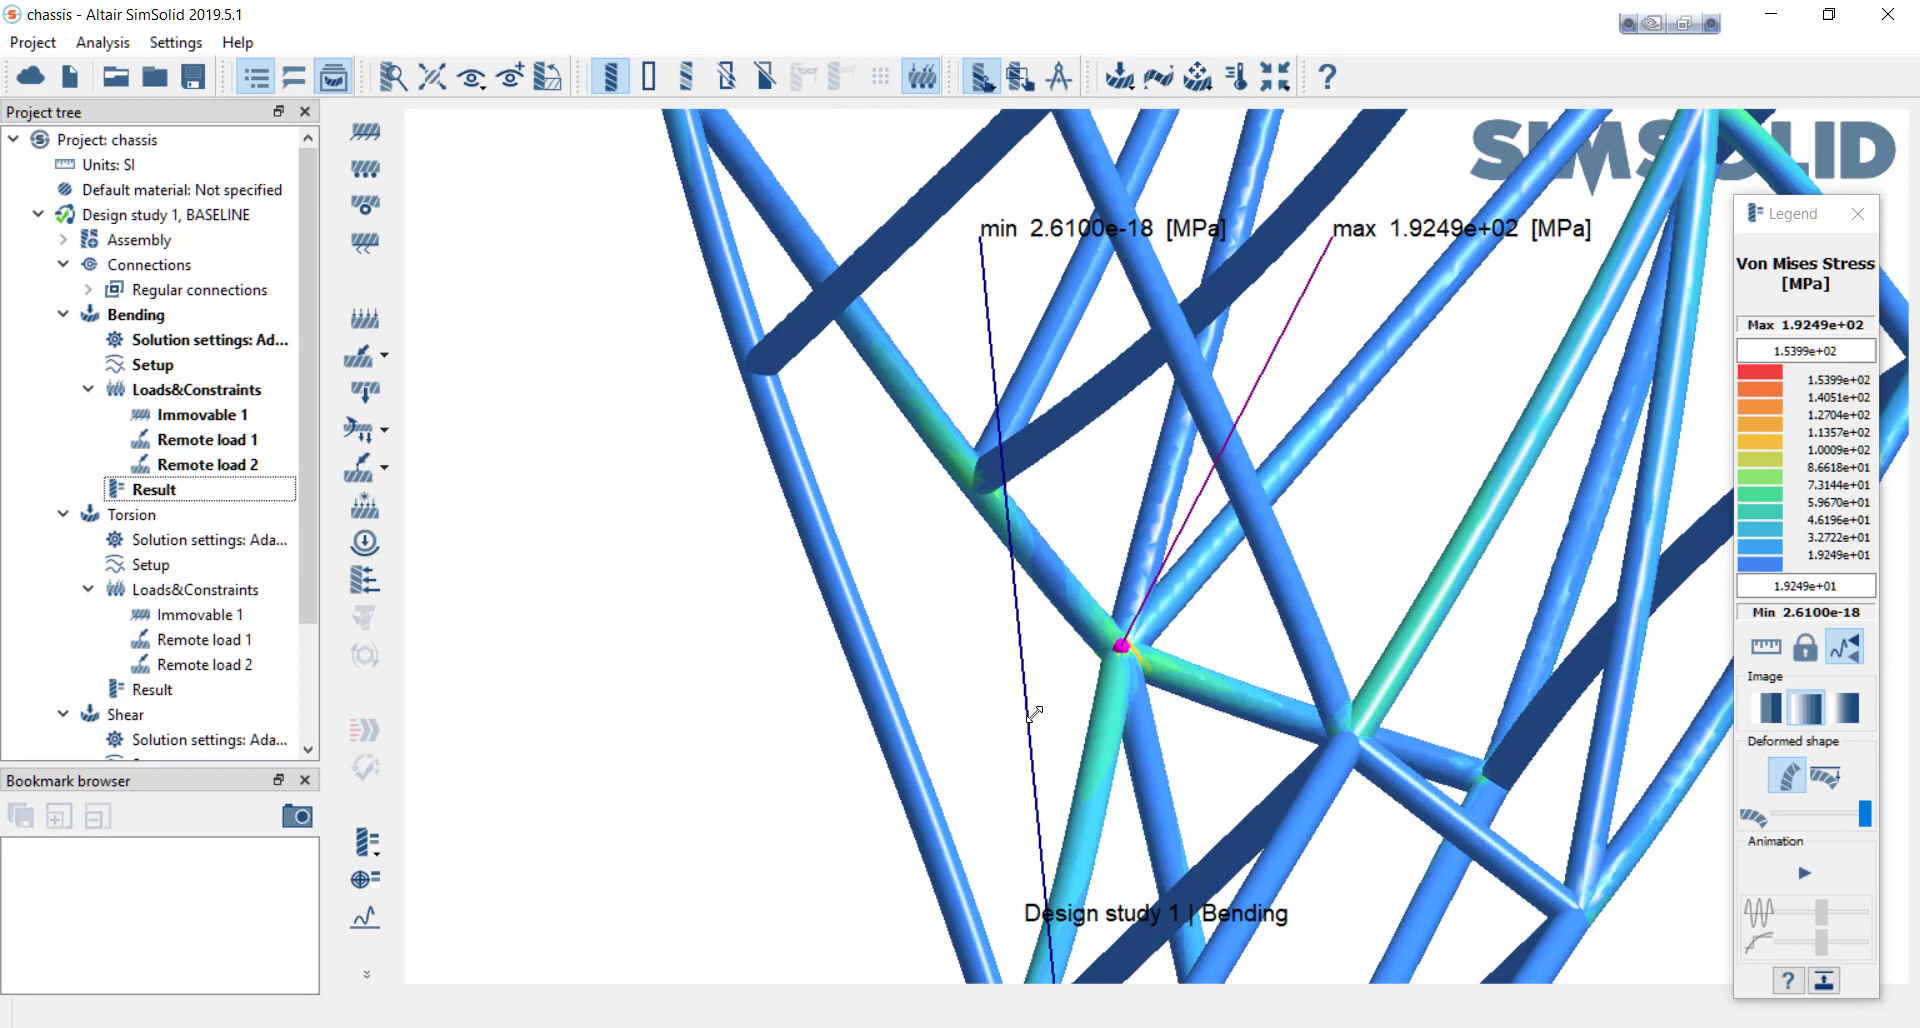 chassis - Altair SimSolid 2019.5.1
Project Analysis Settings Help
Project tree
Project: chassis
Units: SI
Default material: Not specified
Design study 1, BASELINE
Assembly
Connections
Regular connections
Bending
Solution settings: Ad...
Setup
Loads&Constraints
Immovable 1
Remote load 1
Remote load 2
Result
Torsion
Solution settings: Ada...
Setup
Loads&Constraints
Immovable 1
Remote load 1
Remote load 2
Result
Shear
Solution settings: Ada...
Bookmark browser
SIMSOLID
min 2.6100e-18 [MPa]
max 1.9249e+02 [MPa]
Design study 1 | Bending
Legend
Von Mises Stress
[MPa]
Max 1.9249e+02
1.5399e+02
1.5399e+02
1.4051e+02
1.2704e+02
1.1357e+02
1.0009e+02
8.6618e+01
7.3144e+01
5.9670e+01
4.6196e+01
3.2722e+01
1.9249e+01
1.9249e+01
Min 2.6100e-18
Image
Deformed shape
Animation